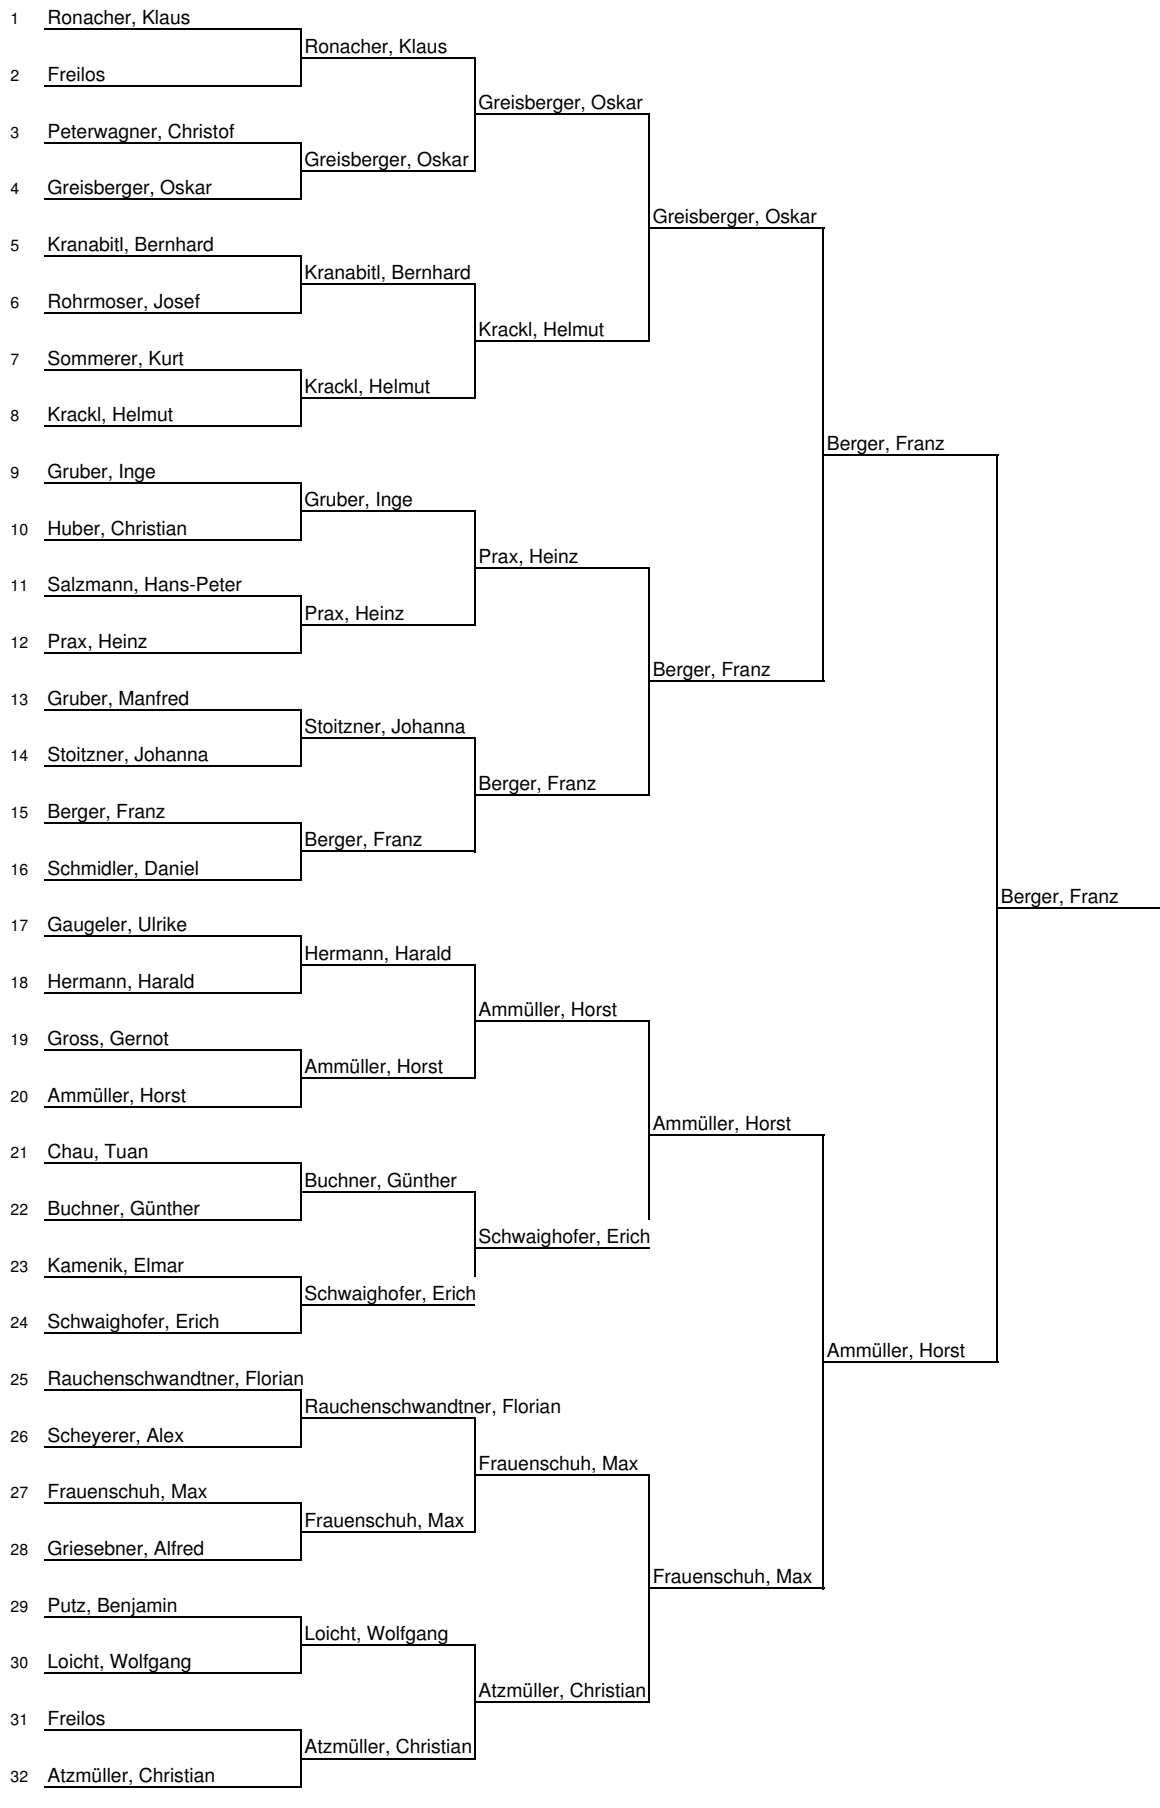 1 Ronacher, Klaus
Ronacher, Klaus
2 Freilos
Greisberger, Oskar
3 Peterwagner, Christof
Greisberger, Oskar
4 Greisberger, Oskar
Greisberger, Oskar
5 Kranabitl, Bernhard
Kranabitl, Bernhard
6 Rohrmoser, Josef
Krackl, Helmut
7 Sommerer, Kurt
Krackl, Helmut
8 Krackl, Helmut
Berger, Franz
9 Gruber, Inge
Gruber, Inge
10 Huber, Christian
Prax, Heinz
11 Salzmann, Hans-Peter
Prax, Heinz
12 Prax, Heinz
Berger, Franz
13 Gruber, Manfred
Stoitzner, Johanna
14 Stoitzner, Johanna
Berger, Franz
15 Berger, Franz
Berger, Franz
16 Schmidler, Daniel
Berger, Franz
17 Gaugeler, Ulrike
Hermann, Harald
18 Hermann, Harald
Ammüller, Horst
19 Gross, Gernot
Ammüller, Horst
20 Ammüller, Horst
Ammüller, Horst
21 Chau, Tuan
Buchner, Günther
22 Buchner, Günther
Schwaighofer, Erich
23 Kamenik, Elmar
Schwaighofer, Erich
24 Schwaighofer, Erich
Ammüller, Horst
25 Rauchenschwandtner, Florian
Rauchenschwandtner, Florian
26 Scheyerer, Alex
Frauenschuh, Max
27 Frauenschuh, Max
Frauenschuh, Max
28 Griesebner, Alfred
Frauenschuh, Max
29 Putz, Benjamin
Loicht, Wolfgang
30 Loicht, Wolfgang
Atzmüller, Christian
31 Freilos
Atzmüller, Christian
32 Atzmüller, Christian